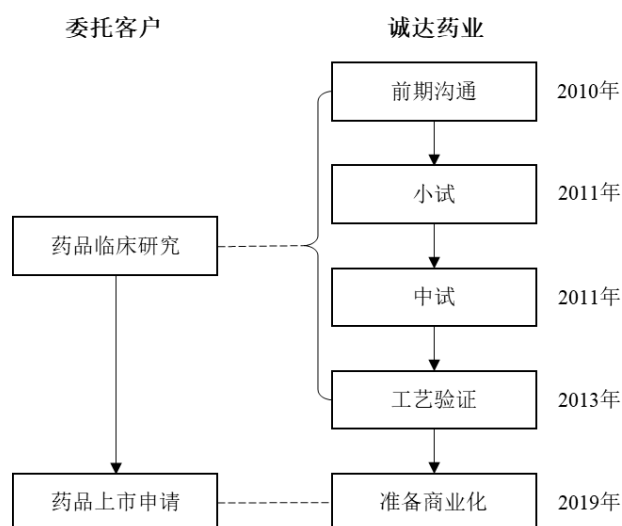 委托客户 诚达药业
前期沟通 2010年
小试 2011年
药品临床研究
中试 2011年
工艺验证 2013年
药品上市申请 准备商业化 2019年